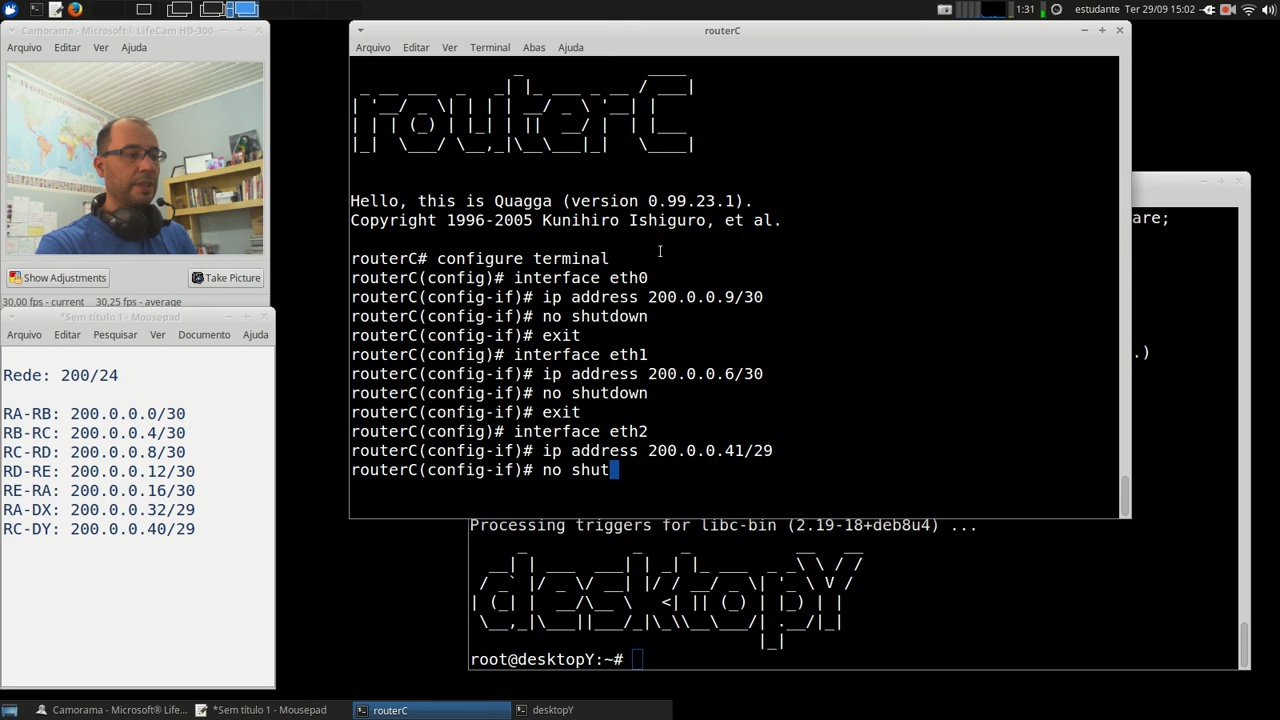 1:31 estudante Ter 29/09 15:02
Camorama - Microsoft® LifeCam HD-300
Arquivo Editar Ver Ajuda
Show Adjustments Take Picture
30,00 fps - current 30,25 fps - average
*Sem título 1 - Mousepad
Arquivo Editar Pesquisar Ver Documento Ajuda
Rede: 200/24
RA-RB: 200.0.0.0/30
RB-RC: 200.0.0.4/30
RC-RD: 200.0.0.8/30
RD-RE: 200.0.0.12/30
RE-RA: 200.0.0.16/30
RA-DX: 200.0.0.32/29
RC-DY: 200.0.0.40/29
routerC
Arquivo Editar Ver Terminal Abas Ajuda
routerC
Hello, this is Quagga (version 0.99.23.1).
Copyright 1996-2005 Kunihiro Ishiguro, et al.
routerC# configure terminal
routerC(config)# interface eth0
routerC(config-if)# ip address 200.0.0.9/30
routerC(config-if)# no shutdown
routerC(config-if)# exit
routerC(config)# interface eth1
routerC(config-if)# ip address 200.0.0.6/30
routerC(config-if)# no shutdown
routerC(config-if)# exit
routerC(config)# interface eth2
routerC(config-if)# ip address 200.0.0.41/29
routerC(config-if)# no shut
are;
.)
Processing triggers for libc-bin (2.19-18+deb8u4) ...
desktopY
root@desktopY:~#
Camorama - Microsoft® LifeC... *Sem título 1 - Mousepad routerC desktopY